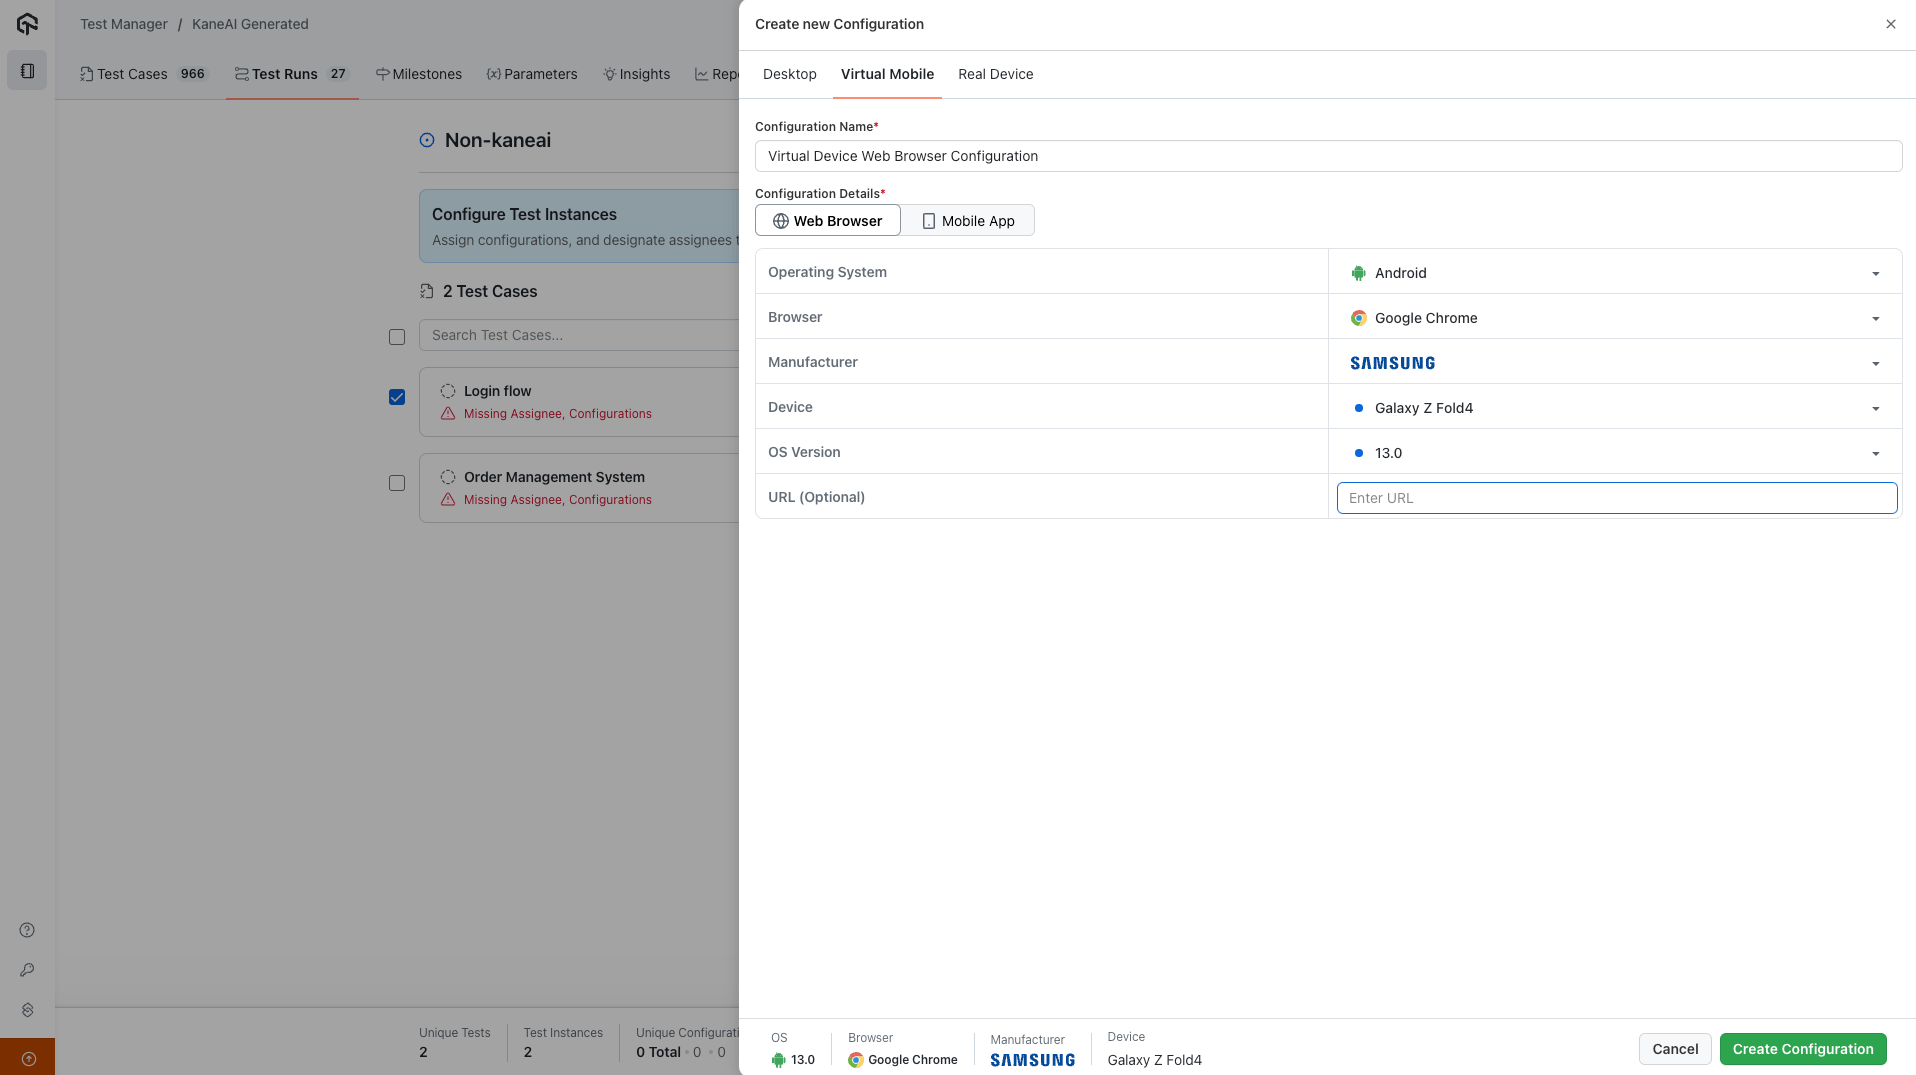 Test Manager / KaneAI Generated
Test Cases 966 Test Runs 27 Milestones {x} Parameters Insights Repo
Non-kaneai
Configure Test Instances
Assign configurations, and designate assignees t
2 Test Cases
Search Test Cases...
Login flow
Missing Assignee, Configurations
Order Management System
Missing Assignee, Configurations
Unique Tests
2
Test Instances
2
Unique Configurati
0 Total • 0 • 0
Create new Configuration
Desktop Virtual Mobile Real Device
Configuration Name*
Virtual Device Web Browser Configuration
Configuration Details*
Web Browser Mobile App
Operating System Android
Browser Google Chrome
Manufacturer SAMSUNG
Device Galaxy Z Fold4
OS Version 13.0
URL (Optional) Enter URL
OS
13.0
Browser
Google Chrome
Manufacturer
SAMSUNG
Device
Galaxy Z Fold4
Cancel Create Configuration